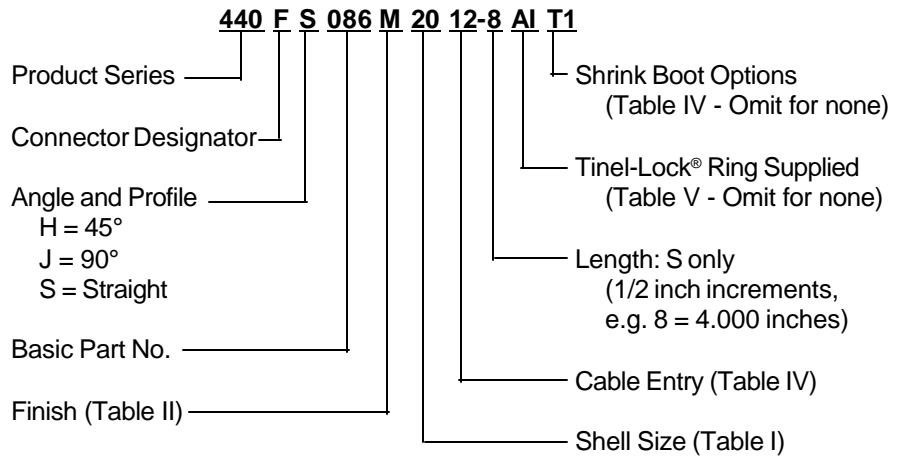 440 F S 086 M 20 12-8 AI T1
Product Series
Connector Designator
Angle and Profile
H = 45°
J = 90°
S = Straight
Basic Part No.
Finish (Table II)
Shrink Boot Options
(Table IV - Omit for none)
Tinel-Lock® Ring Supplied
(Table V - Omit for none)
Length: S only
(1/2 inch increments,
e.g. 8 = 4.000 inches)
Cable Entry (Table IV)
Shell Size (Table I)